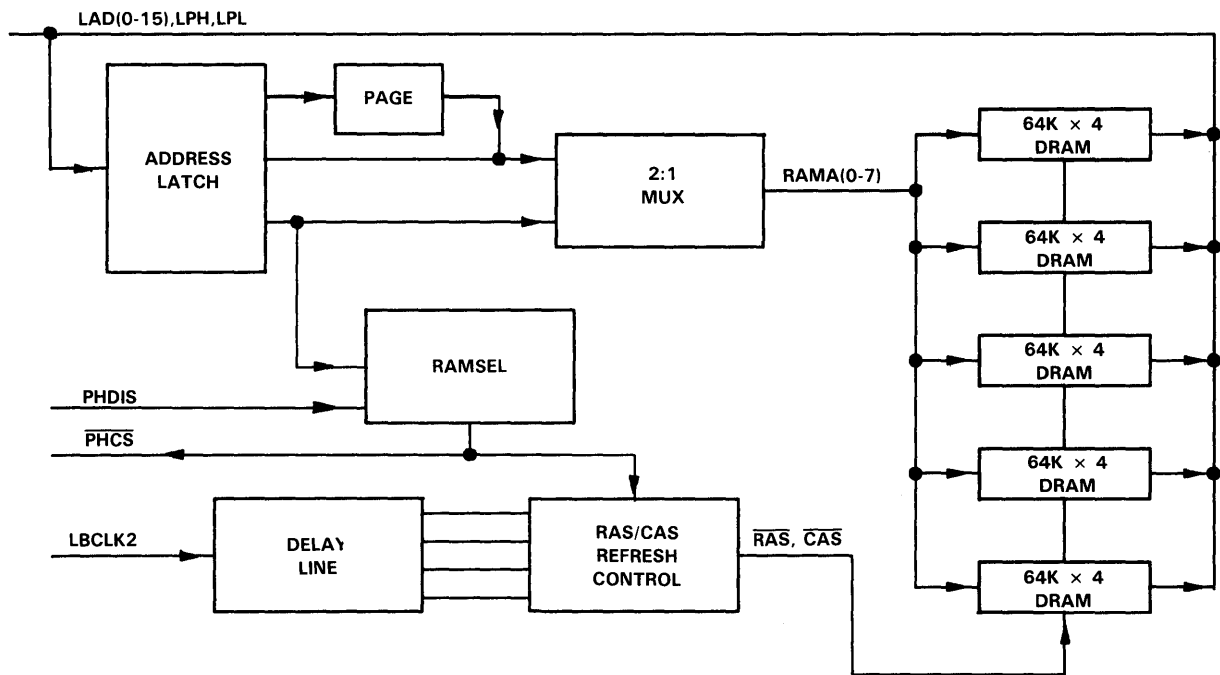 LAD(0-15),LPH,LPL
PAGE
ADDRESS
LATCH
2:1
MUX
RAMA(0-7)
64K × 4
DRAM
64K × 4
DRAM
64K × 4
DRAM
64K × 4
DRAM
64K × 4
DRAM
RAMSEL
PHDIS
PHCS
LBCLK2
DELAY
LINE
RAS/CAS
REFRESH
CONTROL
RAS, CAS